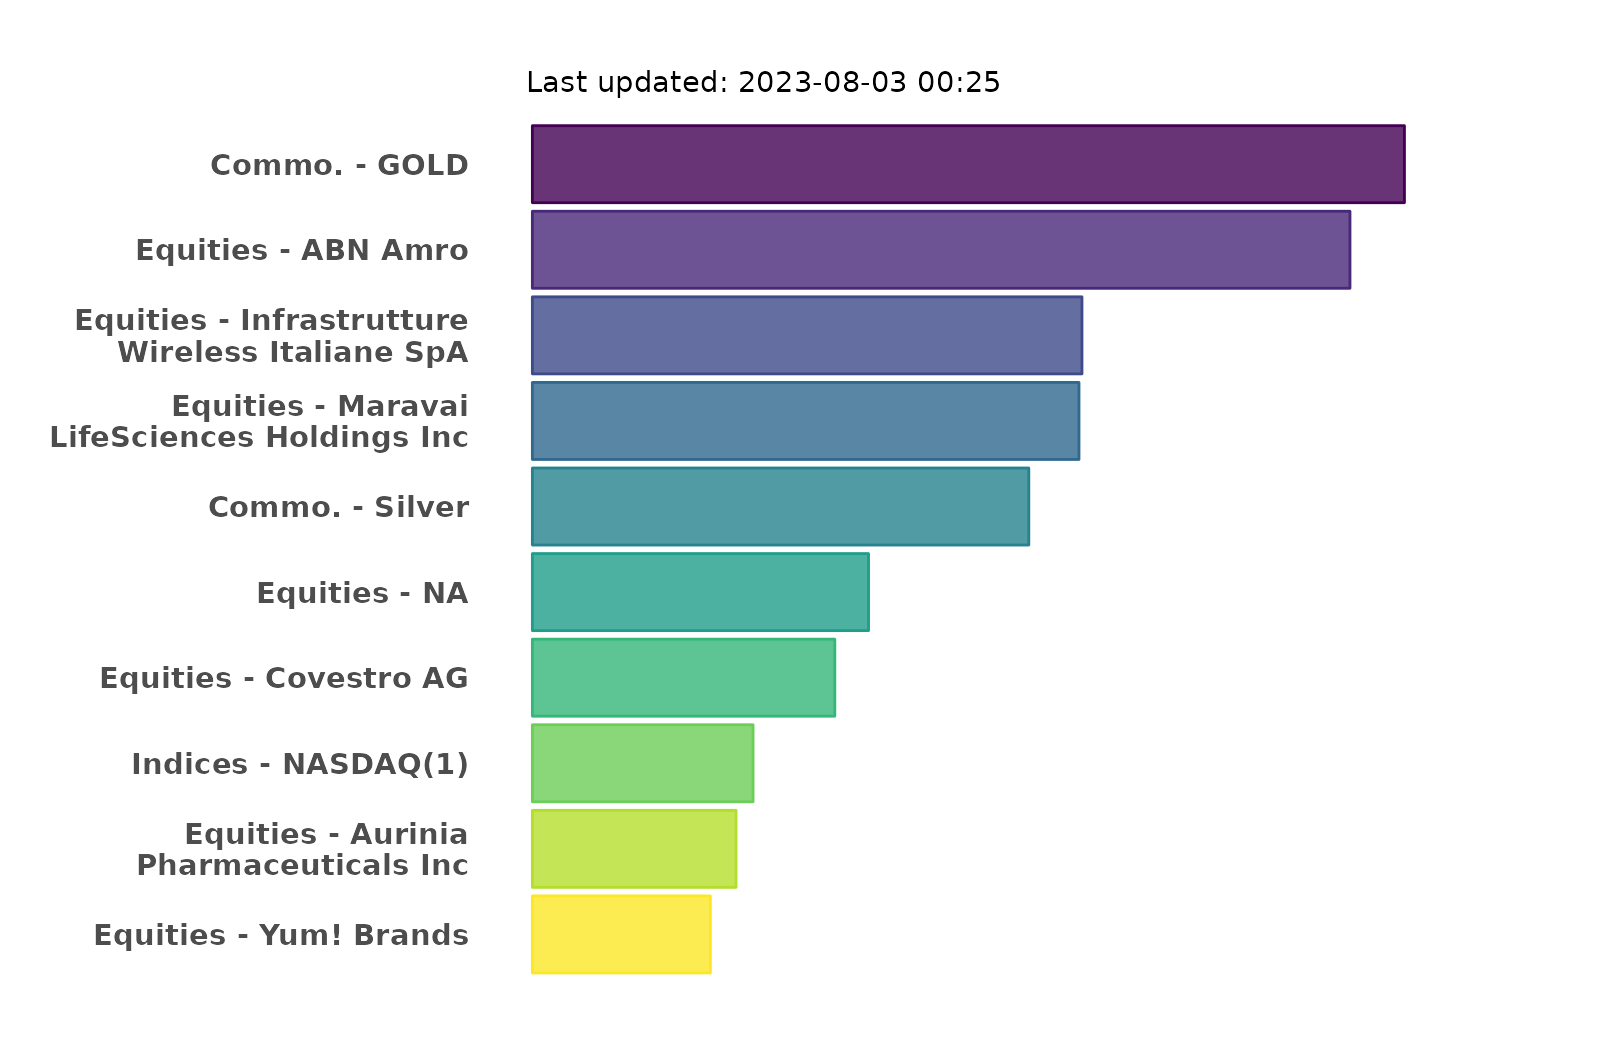 Last updated: 2023-08-03 00:25
Commo. - GOLD
Equities - ABN Amro
Equities - Infrastrutture
Wireless Italiane SpA
Equities - Maravai
LifeSciences Holdings Inc
Commo. - Silver
Equities - NA
Equities - Covestro AG
Indices - NASDAQ(1)
Equities - Aurinia
Pharmaceuticals Inc
Equities - Yum! Brands